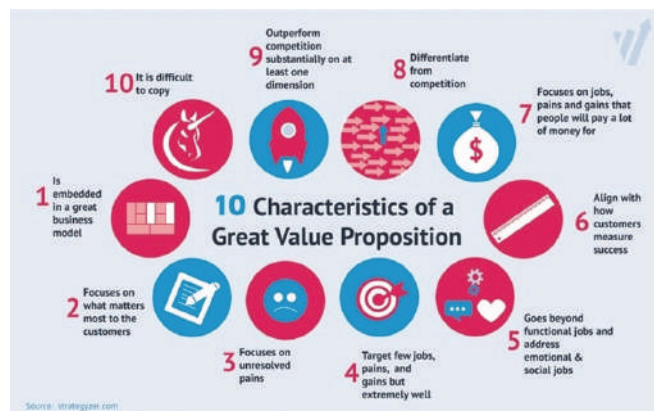 10 Characteristics of a
Great Value Proposition
1 Is
embedded
in a great
business
model
2 Focuses on
what matters
most to the
customers
3 Focuses on
unresolved
pains
4 Target few jobs,
pains, and
gains but
extremely well
5 Goes beyond
functional jobs and
address
emotional &
social jobs
6 Align with
how
customers
measure
success
7 Focuses on jobs,
pains and gains that
people will pay a lot
of money for
8 Differentiate
from
competition
9 Outperform
competition
substantially on at
least one
dimension
10 It is difficult
to copy
$
Source: strategyzer.com